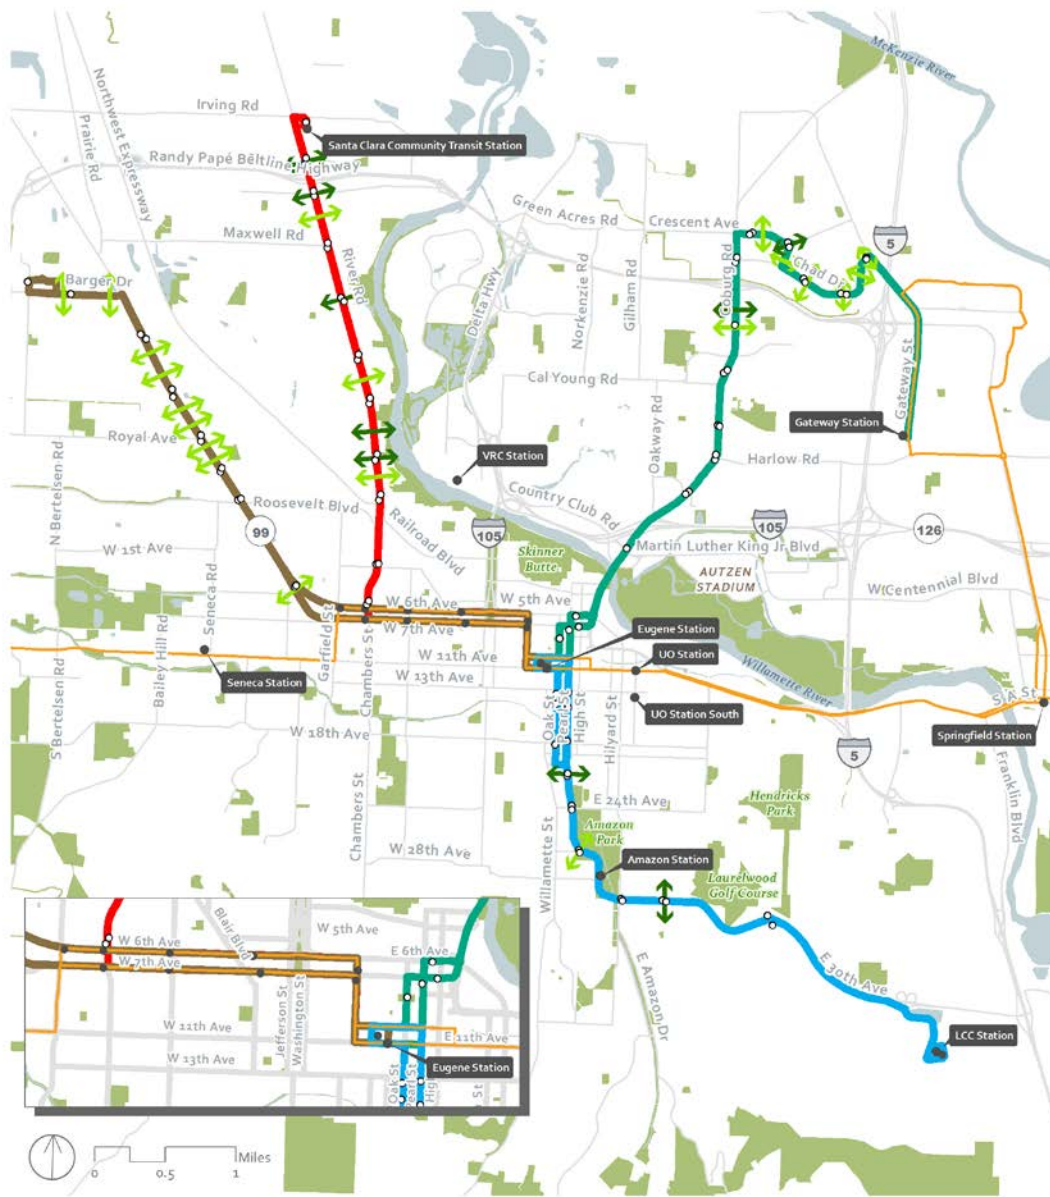 McKenzie River
Irving Rd
Northwest Expressway
Prairie Rd
Santa Clara Community Transit Station
Randy Papé Beltline Highway
Green Acres Rd
Crescent Ave
5
Maxwell Rd
River Rd
Delta Hwy
Norkenzie Rd
Gilham Rd
Coburg Rd
Chad Dr
Barger Dr
Gateway St
Cal Young Rd
Oakway Rd
Gateway Station
Royal Ave
N Bertelsen Rd
VRC Station
Harlow Rd
Roosevelt Blvd
Country Club Rd
99
Railroad Blvd
105
105
126
W 1st Ave
Skinner
Butte
Martin Luther King Jr Blvd
AUTZEN
STADIUM
W Centennial Blvd
Seneca Rd
Bailey Hill Rd
W 6th Ave
W 5th Ave
W 7th Ave
Garfield St
Chambers St
Eugene Station
W 11th Ave
UO Station
W 13th Ave
Seneca Station
S Bertelsen Rd
Willamette River
S A St
UO Station South
Oak St
Pearl St
High St
Hilyard St
W 18th Ave
Springfield Station
5
Franklin Blvd
Chambers St
E 24th Ave
Hendricks
Park
Willamette St
Amazon
Park
W 28th Ave
Amazon Station
Laurelwood
Golf Course
E 30th Ave
E Amazon Dr
LCC Station
Blair Blvd
W 5th Ave
W 6th Ave
E 6th Ave
W 7th Ave
Jefferson St
Washington St
W 11th Ave
E 11th Ave
W 13th Ave
Eugene Station
Oak St
Pearl St
Hig
St
Miles
0
0.5
1